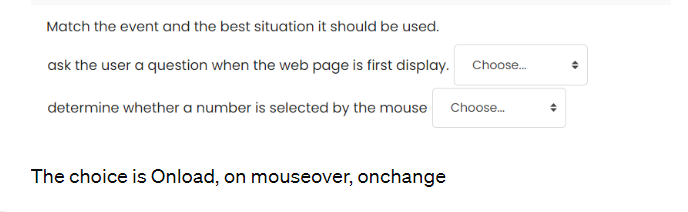 Match the event and the best situation it should be used.
ask the user a question when the web page is first display. Choose...
determine whether a number is selected by the mouse Choose...
The choice is Onload, on mouseover, onchange